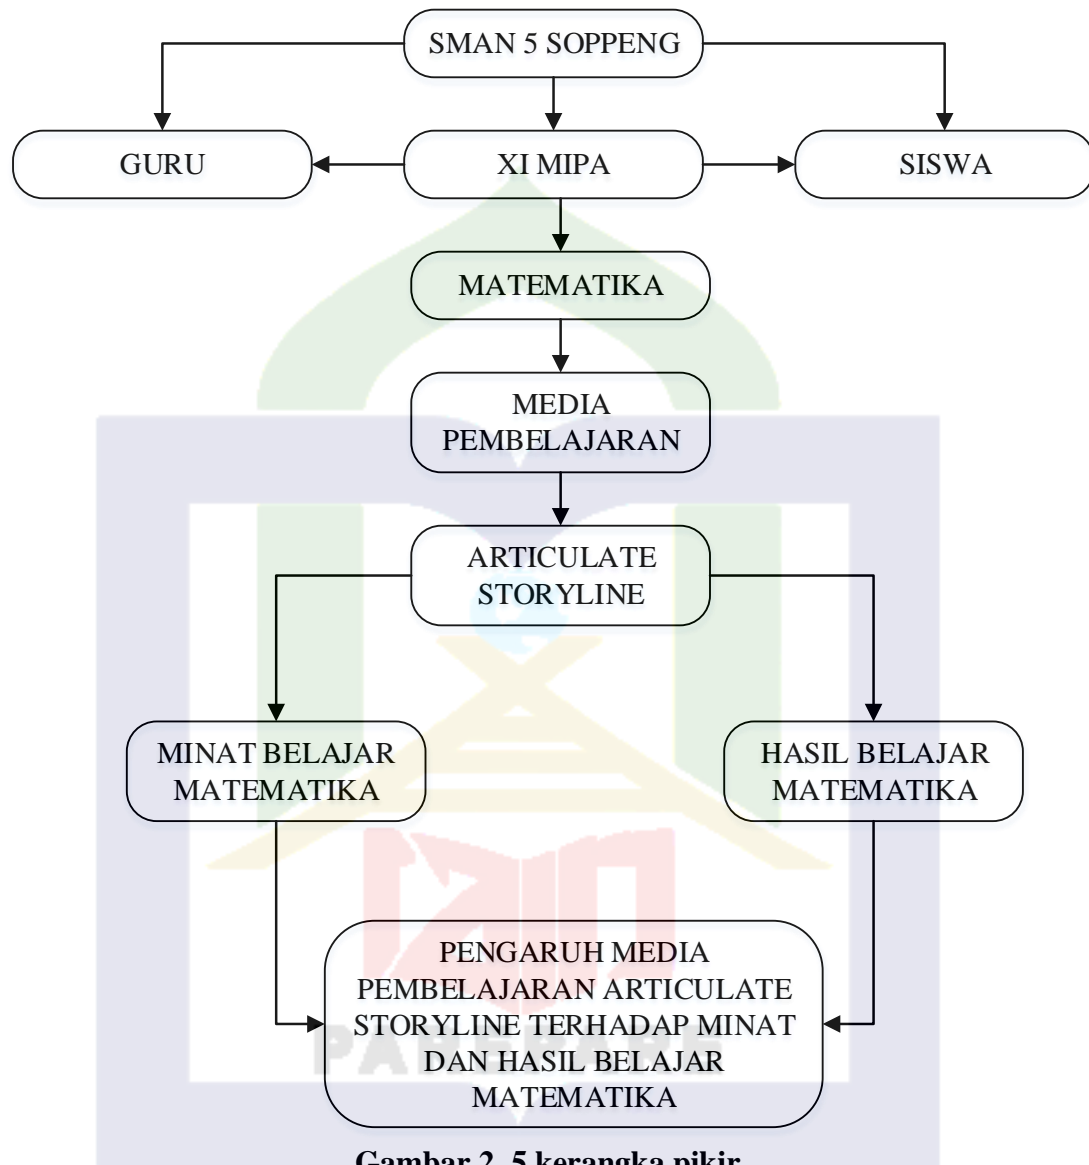 SMAN 5 SOPPENG
GURU
XI MIPA
SISWA
MATEMATIKA
MEDIA
PEMBELAJARAN
ARTICULATE
STORYLINE
MINAT BELAJAR
MATEMATIKA
HASIL BELAJAR
MATEMATIKA
PENGARUH MEDIA
PEMBELAJARAN ARTICULATE
STORYLINE TERHADAP MINAT
DAN HASIL BELAJAR
MATEMATIKA
PAREPARE
Gambar 2. 5 kerangka pikir